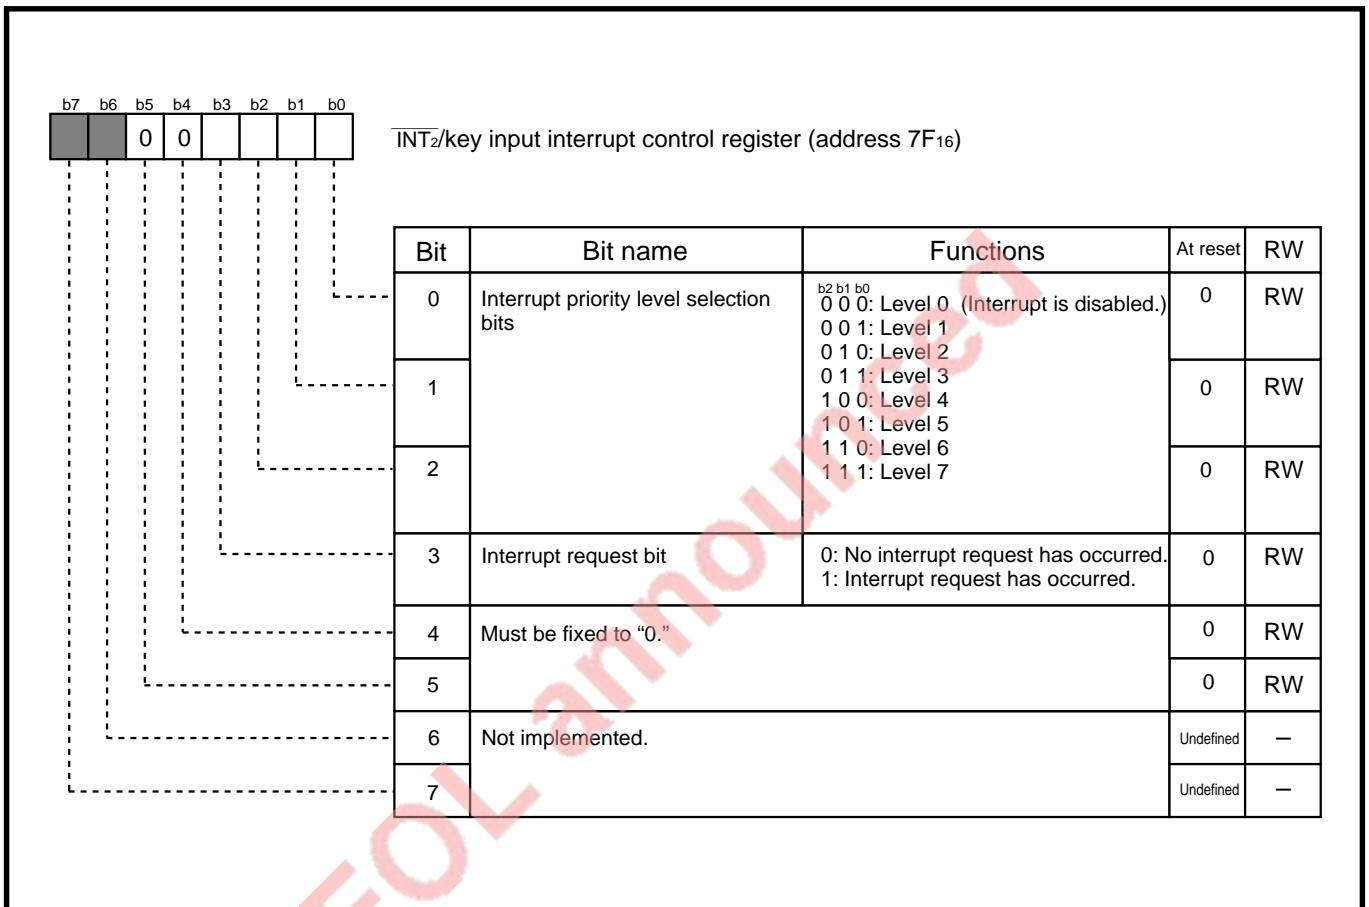 b7 b6 b5 b4 b3 b2 b1 b0
0 0
INT2/key input interrupt control register (address 7F16)
Bit Bit name Functions At reset RW
0 Interrupt priority level selection bits
b2 b1 b0
0 0 0: Level 0 (Interrupt is disabled.)
0 0 1: Level 1
0 1 0: Level 2
0 1 1: Level 3
1 0 0: Level 4
1 0 1: Level 5
1 1 0: Level 6
1 1 1: Level 7
0 RW
1 0 RW
2 0 RW
3 Interrupt request bit
0: No interrupt request has occurred.
1: Interrupt request has occurred.
0 RW
4 Must be fixed to “0.” 0 RW
5 0 RW
6 Not implemented. Undefined –
7 Undefined –
EOL announced